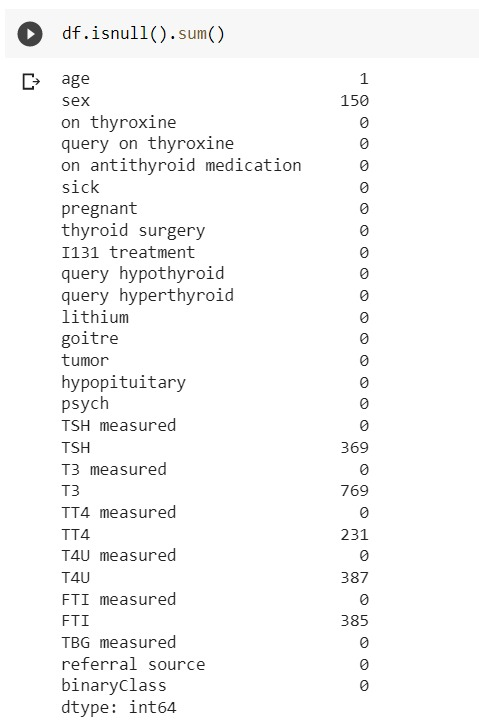 df.isnull().sum()
age 1
sex 150
on thyroxine 0
query on thyroxine 0
on antithyroid medication 0
sick 0
pregnant 0
thyroid surgery 0
I131 treatment 0
query hypothyroid 0
query hyperthyroid 0
lithium 0
goitre 0
tumor 0
hypopituitary 0
psych 0
TSH measured 0
TSH 369
T3 measured 0
T3 769
TT4 measured 0
TT4 231
T4U measured 0
T4U 387
FTI measured 0
FTI 385
TBG measured 0
referral source 0
binaryClass 0
dtype: int64